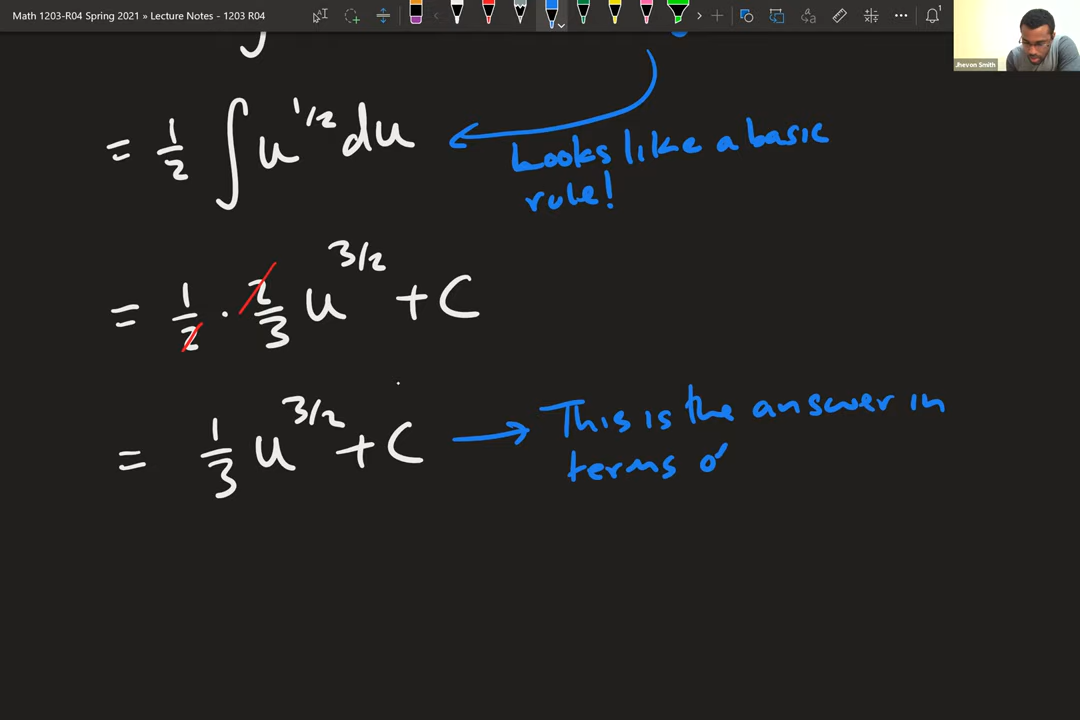 Math 1203-R04 Spring 2021 » Lecture Notes - 1203 R04
Jhevon Smith
= 1/2 ∫ u^1/2 du
Looks like a basic
rule!
= 1/2 · 2/3 u^3/2 + C
= 1/3 u^3/2 + C → This is the answer in
terms o